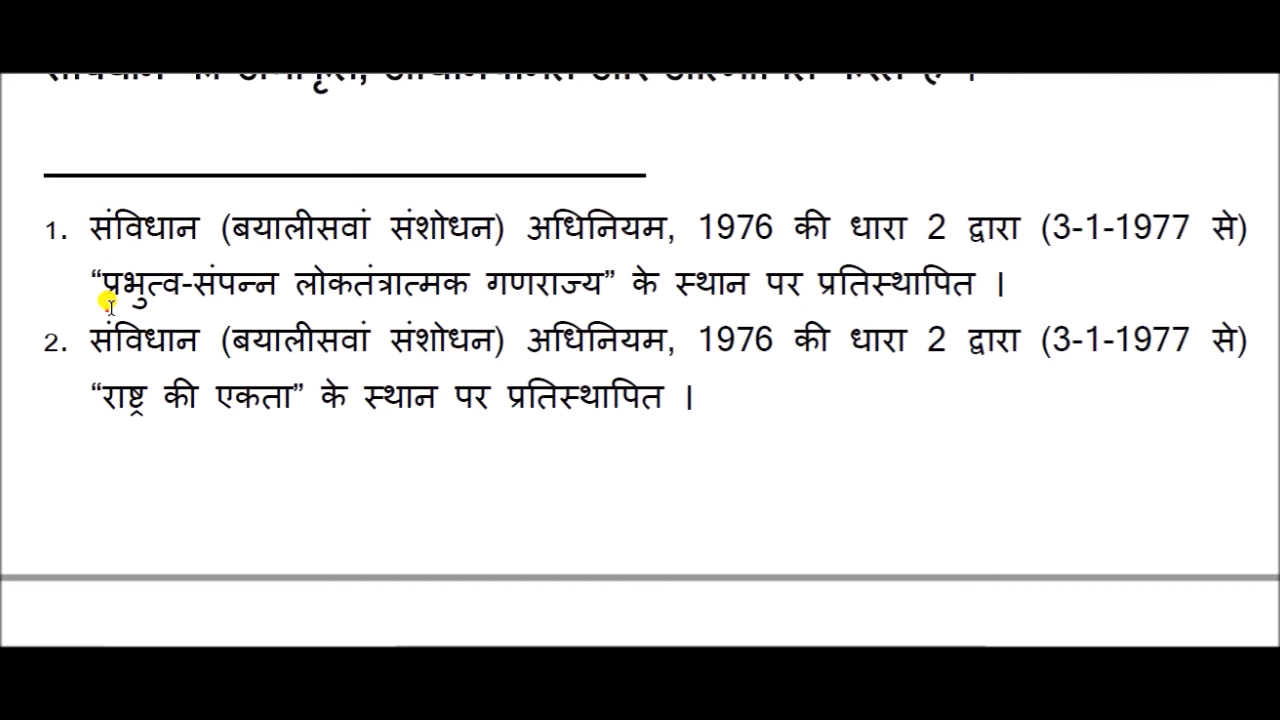 1. संविधान (बयालीसवां संशोधन) अधिनियम, 1976 की धारा 2 द्वारा (3-1-1977 से)
“प्रभुत्व-संपन्न लोकतंत्रात्मक गणराज्य” के स्थान पर प्रतिस्थापित ।
2. संविधान (बयालीसवां संशोधन) अधिनियम, 1976 की धारा 2 द्वारा (3-1-1977 से)
“राष्ट्र की एकता” के स्थान पर प्रतिस्थापित ।